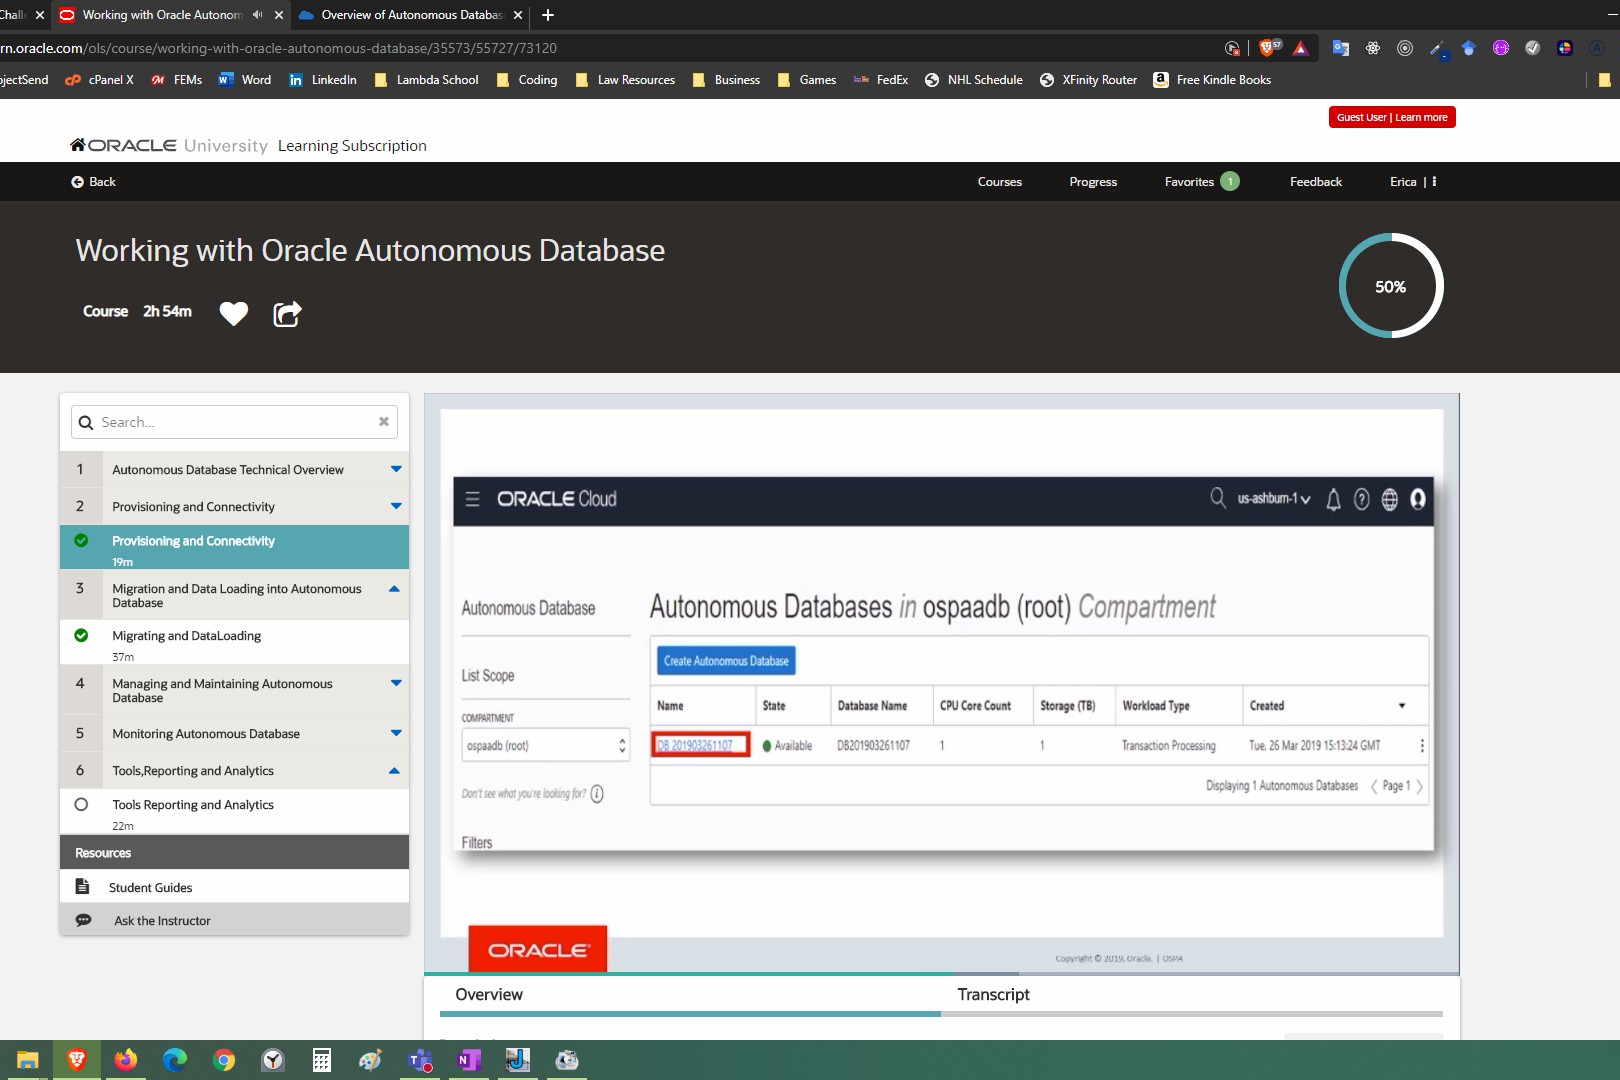 Chall
Working with Oracle Autonom
Overview of Autonomous Databas
rn.oracle.com/ols/course/working-with-oracle-autonomous-database/35573/55727/73120
57
ojectSend
cPanel X
FEMs
Word
LinkedIn
Lambda School
Coding
Law Resources
Business
Games
FedEx
NHL Schedule
XFinity Router
Free Kindle Books
Guest User | Learn more
ORACLE University Learning Subscription
Back
Courses
Progress
Favorites 1
Feedback
Erica |
Working with Oracle Autonomous Database
Course 2h 54m
50%
Search...
1 Autonomous Database Technical Overview
2 Provisioning and Connectivity
Provisioning and Connectivity
19m
3 Migration and Data Loading into Autonomous
Database
Migrating and DataLoading
37m
4 Managing and Maintaining Autonomous
Database
5 Monitoring Autonomous Database
6 Tools,Reporting and Analytics
Tools Reporting and Analytics
22m
Resources
Student Guides
Ask the Instructor
ORACLE Cloud
us-ashburn-1
Autonomous Database
List Scope
COMPARTMENT
ospaadb (root)
Don't see what you're looking for?
Filters
Autonomous Databases in ospaadb (root) Compartment
Create Autonomous Database
Name State Database Name CPU Core Count Storage (TB) Workload Type Created
DB 201903261107 Available DB201903261107 1 1 Transaction Processing Tue, 26 Mar 2019 15:13:24 GMT
Displaying 1 Autonomous Databases < Page 1 >
ORACLE
Copyright © 2019, Oracle. | OSPA
Overview
Transcript